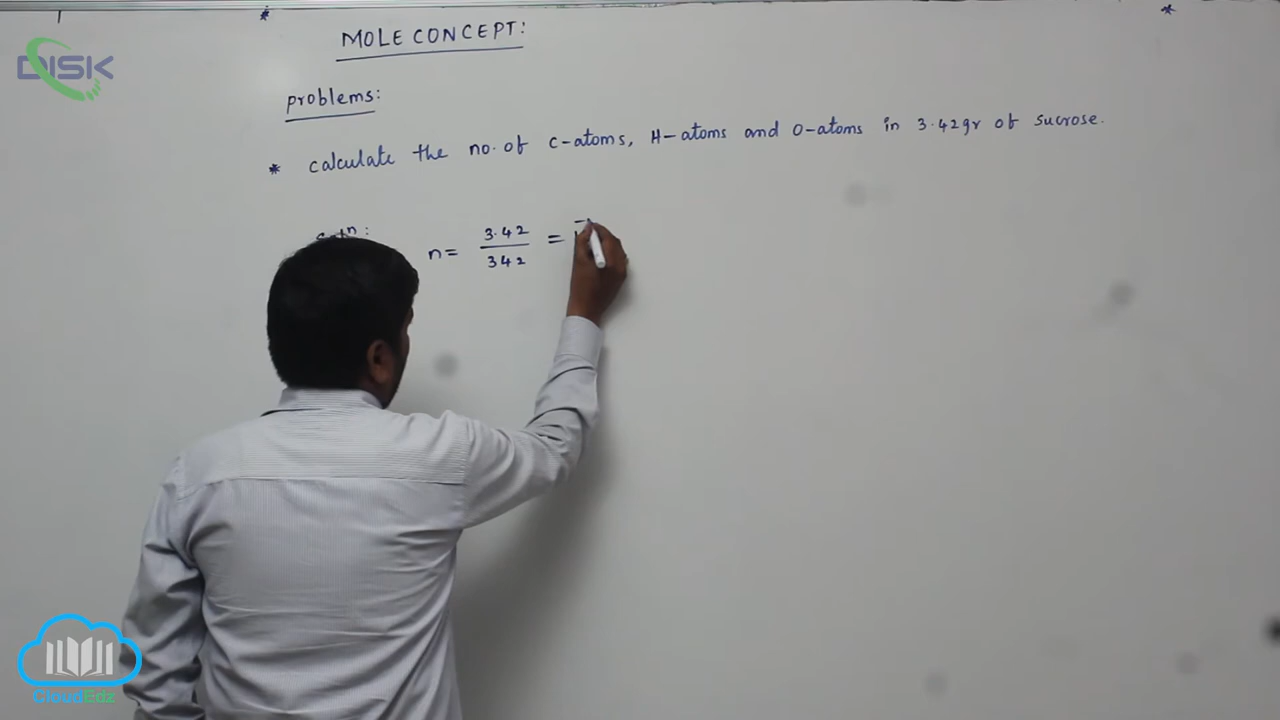 DISK
MOLE CONCEPT:
problems:
* calculate the no. of C-atoms, H-atoms and O-atoms in 3.42gr of sucrose.
n = 3.42 / 342 =
CloudEdz